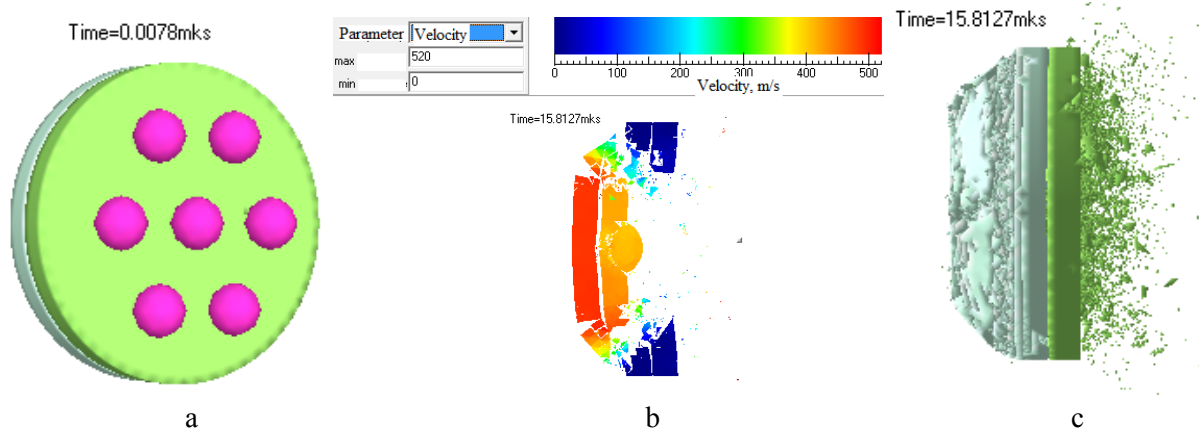 Time=0.0078mks
Parameter Velocity
max 520
min 0
0 100 200 300 400 500
Velocity, m/s
Time=15.8127mks
Time=15.8127mks
a b c